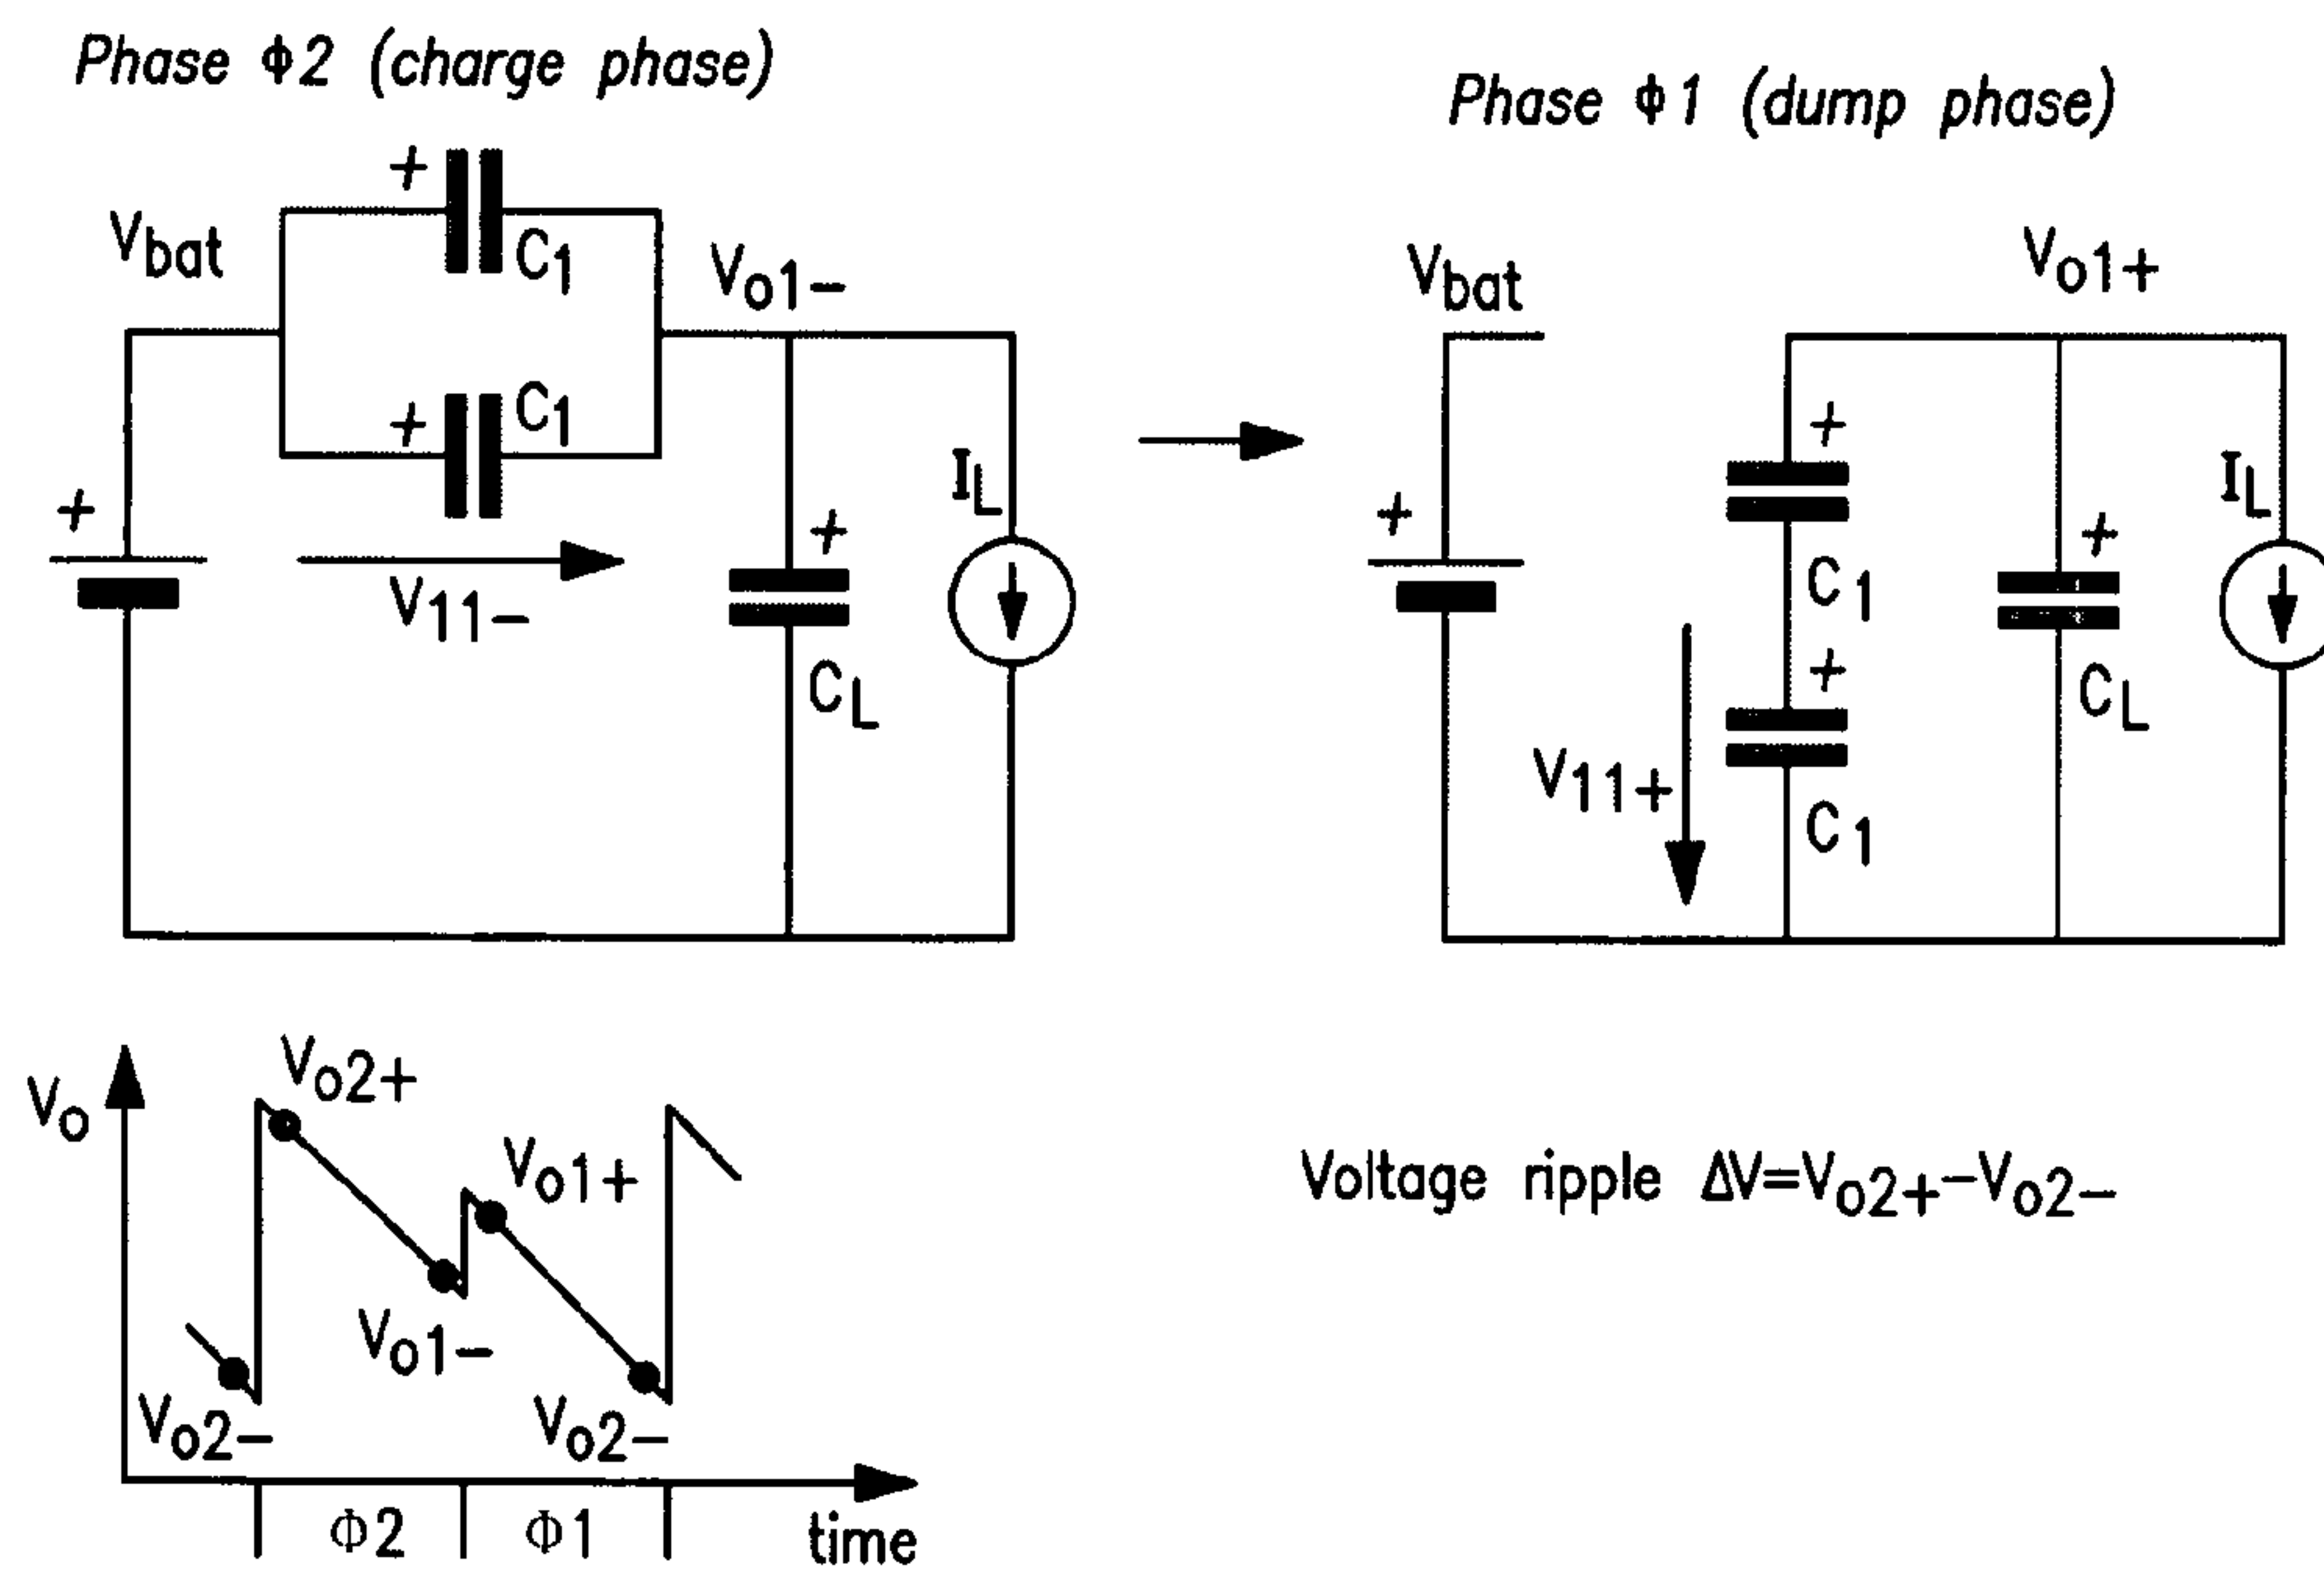 Phase Φ2 (charge phase)
Phase Φ1 (dump phase)
+
Vbat
C1
Vo1-
+
C1
+
V11-
+
IL
CL
Vbat
Vo1+
+
+
C1
+
C1
V11+
+
IL
CL
Vo
Vo2+
Vo1+
Vo1-
Vo2-
Vo2-
Φ2
Φ1
time
Voltage ripple ΔV=Vo2+-Vo2-